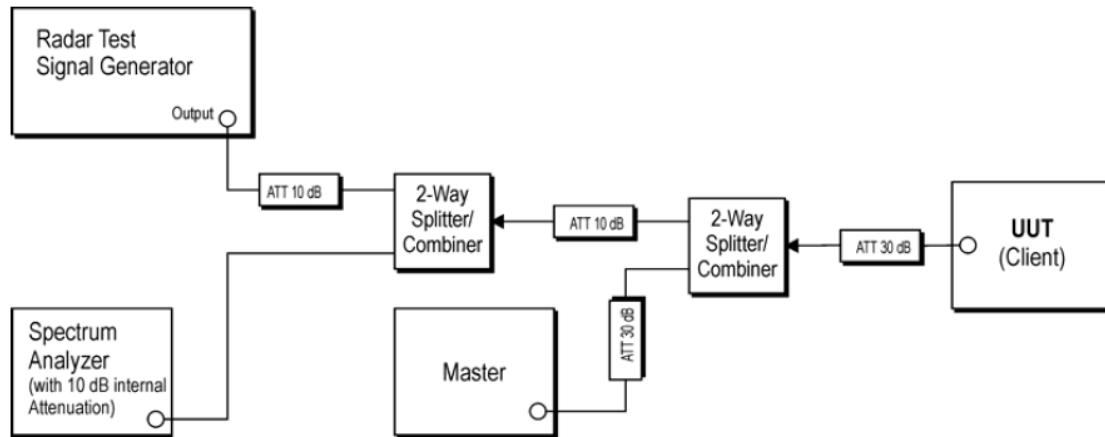 Radar Test
Signal Generator
Output
ATT 10 dB
2-Way
Splitter/
Combiner
ATT 10 dB
2-Way
Splitter/
Combiner
ATT 30 dB
UUT
(Client)
Spectrum
Analyzer
(with 10 dB internal
Attenuation)
Master
ATT 30 dB